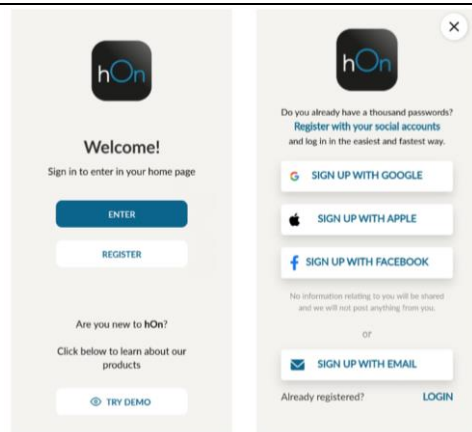 hOn
Welcome!
Sign in to enter in your home page
ENTER
REGISTER
Are you new to hOn?
Click below to learn about our
products
TRY DEMO
hOn
Do you already have a thousand passwords?
Register with your social accounts
and log in in the easiest and fastest way.
SIGN UP WITH GOOGLE
SIGN UP WITH APPLE
SIGN UP WITH FACEBOOK
No information relating to you will be shared
and we will not post anything from you.
or
SIGN UP WITH EMAIL
Already registered? LOGIN